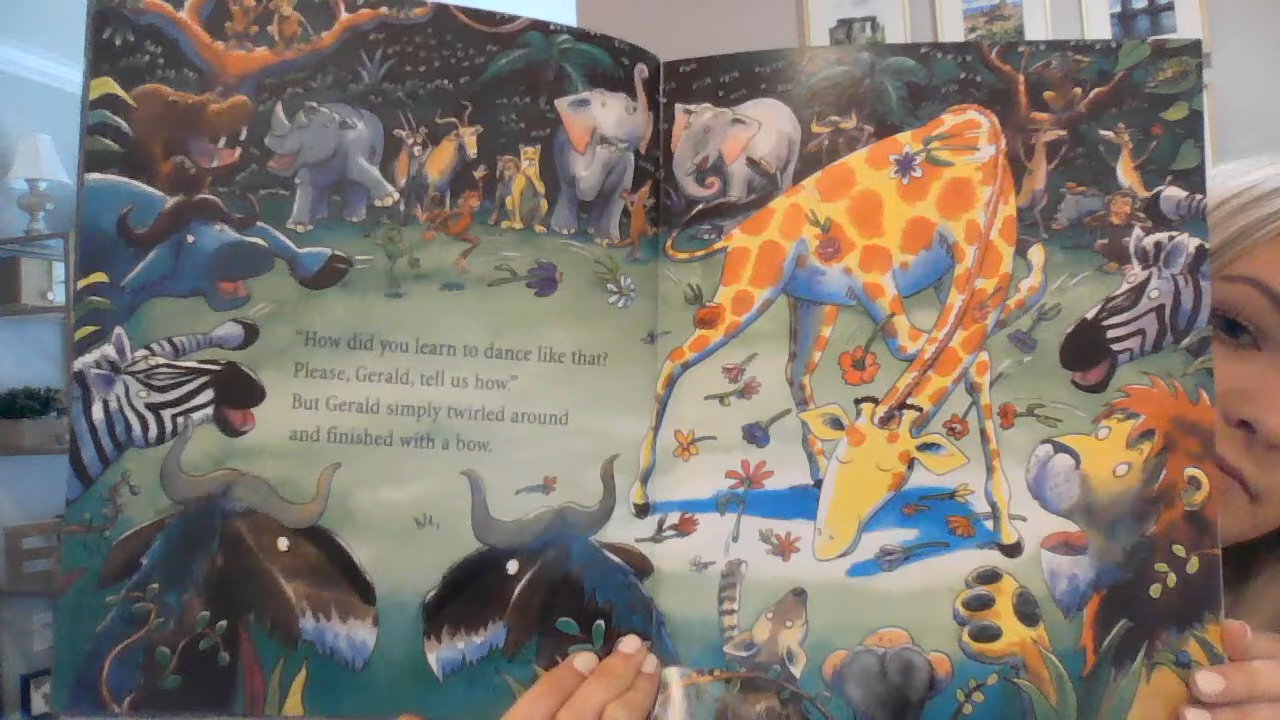 "How did you learn to dance like that?
Please, Gerald, tell us how."
But Gerald simply twirled around
and finished with a bow.